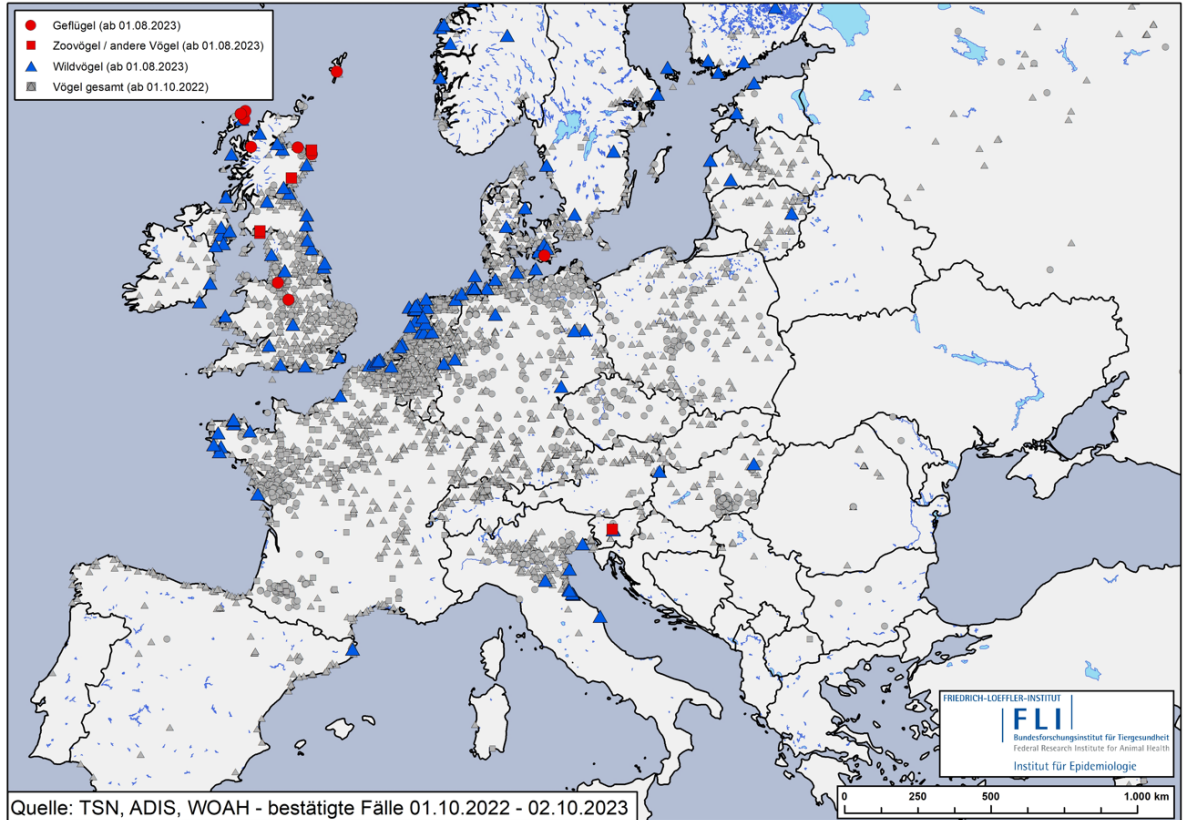 Geflügel (ab 01.08.2023)
Zoovögel / andere Vögel (ab 01.08.2023)
Wildvögel (ab 01.08.2023)
Vögel gesamt (ab 01.10.2022)
FRIEDRICH-LOEFFLER-INSTITUT
FLI
Bundesforschungsinstitut für Tiergesundheit
Federal Research Institute for Animal Health
Institut für Epidemiologie
0 250 500 1.000 km
Quelle: TSN, ADIS, WOAH - bestätigte Fälle 01.10.2022 - 02.10.2023